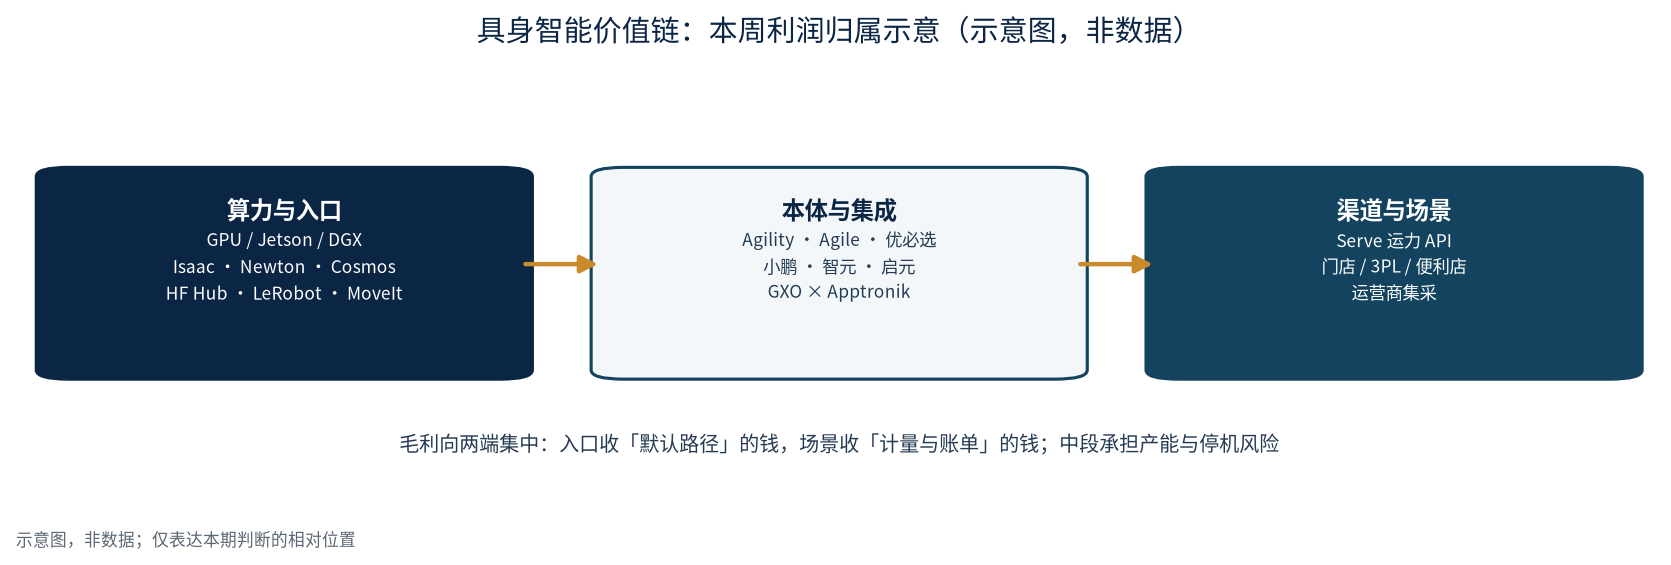 具身智能价值链：本周利润归属示意（示意图，非数据）
算力与入口
GPU / Jetson / DGX
Isaac · Newton · Cosmos
HF Hub · LeRobot · MoveIt
本体与集成
Agility · Agile · 优必选
小鹏 · 智元 · 启元
GXO × Apptronik
渠道与场景
Serve 运力 API
门店 / 3PL / 便利店
运营商集采
毛利向两端集中：入口收「默认路径」的钱，场景收「计量与账单」的钱；中段承担产能与停机风险
示意图，非数据；仅表达本期判断的相对位置